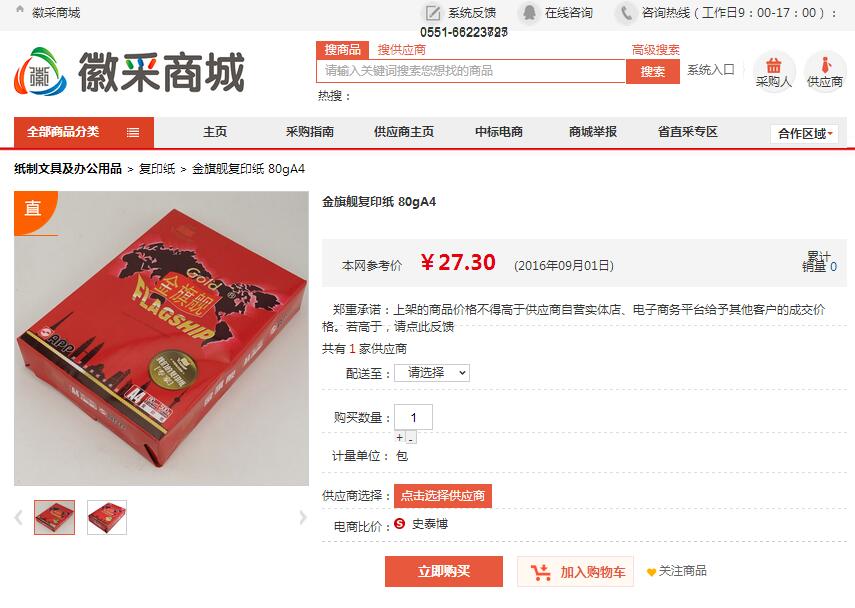 徽采商城
系统反馈
在线咨询
咨询热线（工作日9：00-17：00）：
徽采商城
搜商品
搜供应商
高级搜索
请输入关键词搜索您想找的商品
搜索
系统入口
采购人
供应商
热搜：
全部商品分类
主页
采购指南
供应商主页
中标电商
商城举报
省直采专区
合作区域
纸制文具及办公用品 > 复印纸 > 金旗舰复印纸 80gA4
直
Gold
金旗舰
FLAGSHIP
APP
A4
金旗舰复印纸 80gA4
本网参考价
￥27.30
(2016年09月01日)
累计
销量 0
郑重承诺：上架的商品价格不得高于供应商自营实体店、电子商务平台给予其他客户的成交价
格。若高于，请点此反馈
共有 1 家供应商
配送至：
请选择
购买数量：
1
+ -
计量单位： 包
供应商选择：
点击选择供应商
电商比价：
S 史泰博
立即购买
加入购物车
关注商品